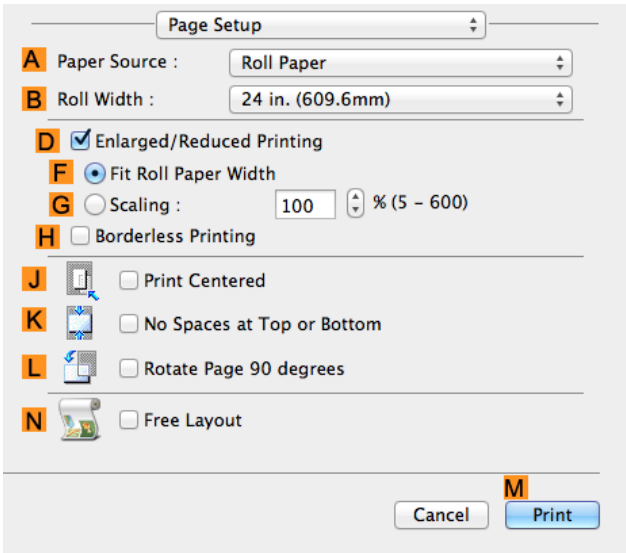 Page Setup
A Paper Source : Roll Paper
B Roll Width : 24 in. (609.6mm)
D Enlarged/Reduced Printing
F Fit Roll Paper Width
G Scaling : 100 % (5 - 600)
H Borderless Printing
J Print Centered
K No Spaces at Top or Bottom
L Rotate Page 90 degrees
N Free Layout
M
Cancel Print